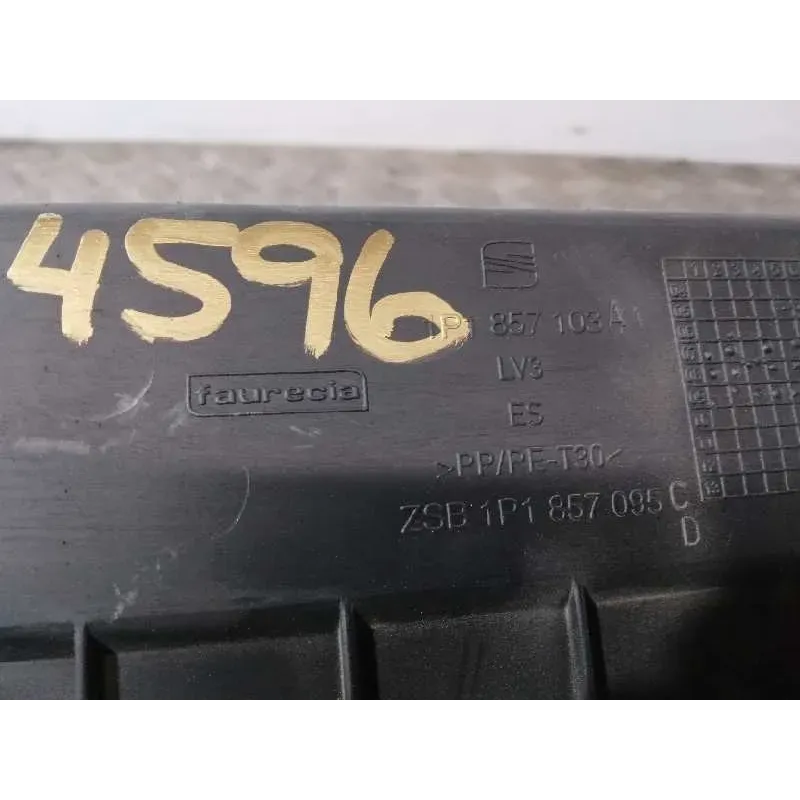 4596
1P1 857 103 A
LV3
faurecia
ES
>PP/PE-T30<
ZSB 1P1 857 095 C
D